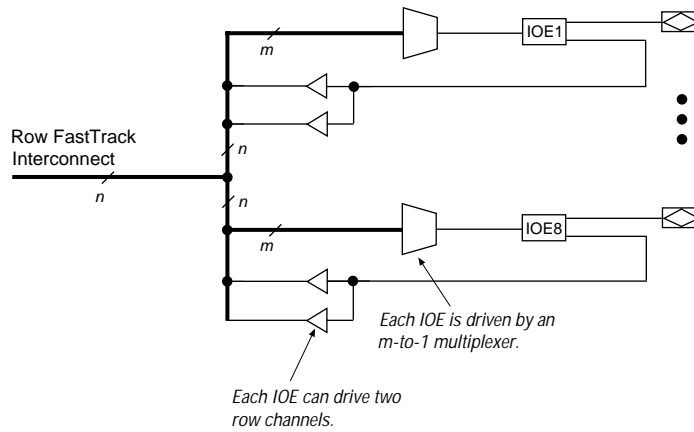 m
IOE1
Row FastTrack
Interconnect
n
n
n
m
IOE8
Each IOE is driven by an
m-to-1 multiplexer.
Each IOE can drive two
row channels.